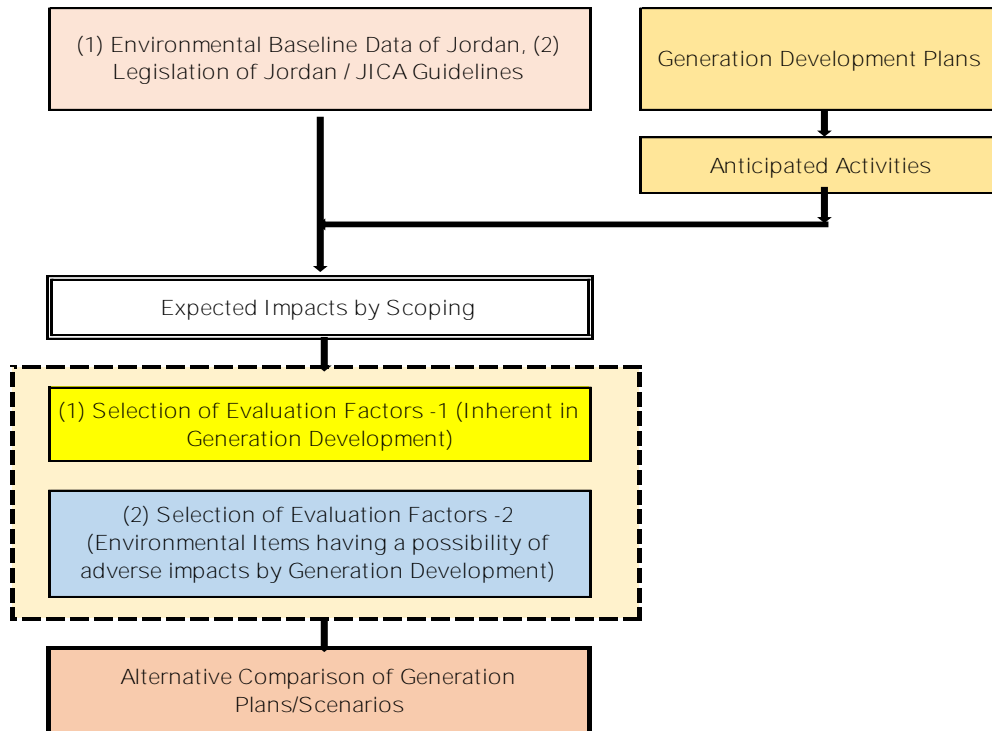 (1) Environmental Baseline Data of Jordan, (2)
Legislation of Jordan / JICA Guidelines
Generation Development Plans
Anticipated Activities
Expected Impacts by Scoping
(1) Selection of Evaluation Factors -1 (Inherent in
Generation Development)
(2) Selection of Evaluation Factors -2
(Environmental Items having a possibility of
adverse impacts by Generation Development)
Alternative Comparison of Generation
Plans/Scenarios